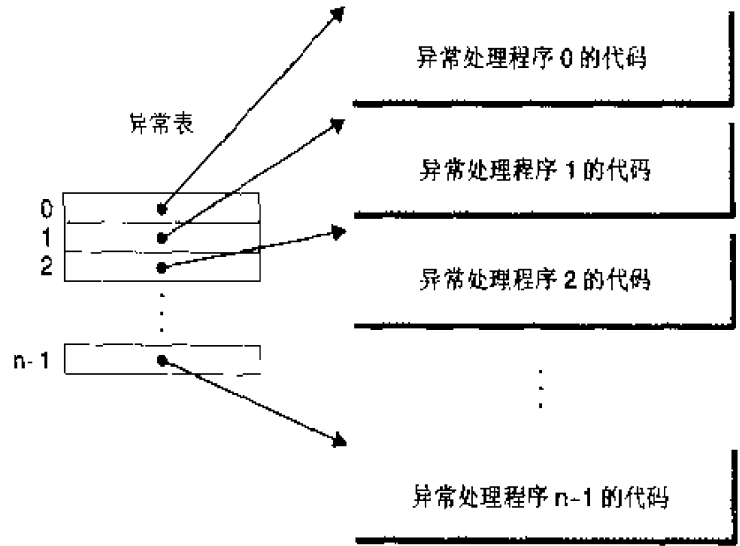 异常处理程序 0 的代码
异常表
异常处理程序 1 的代码
0
1
2
异常处理程序 2 的代码
n-1
异常处理程序 n-1 的代码